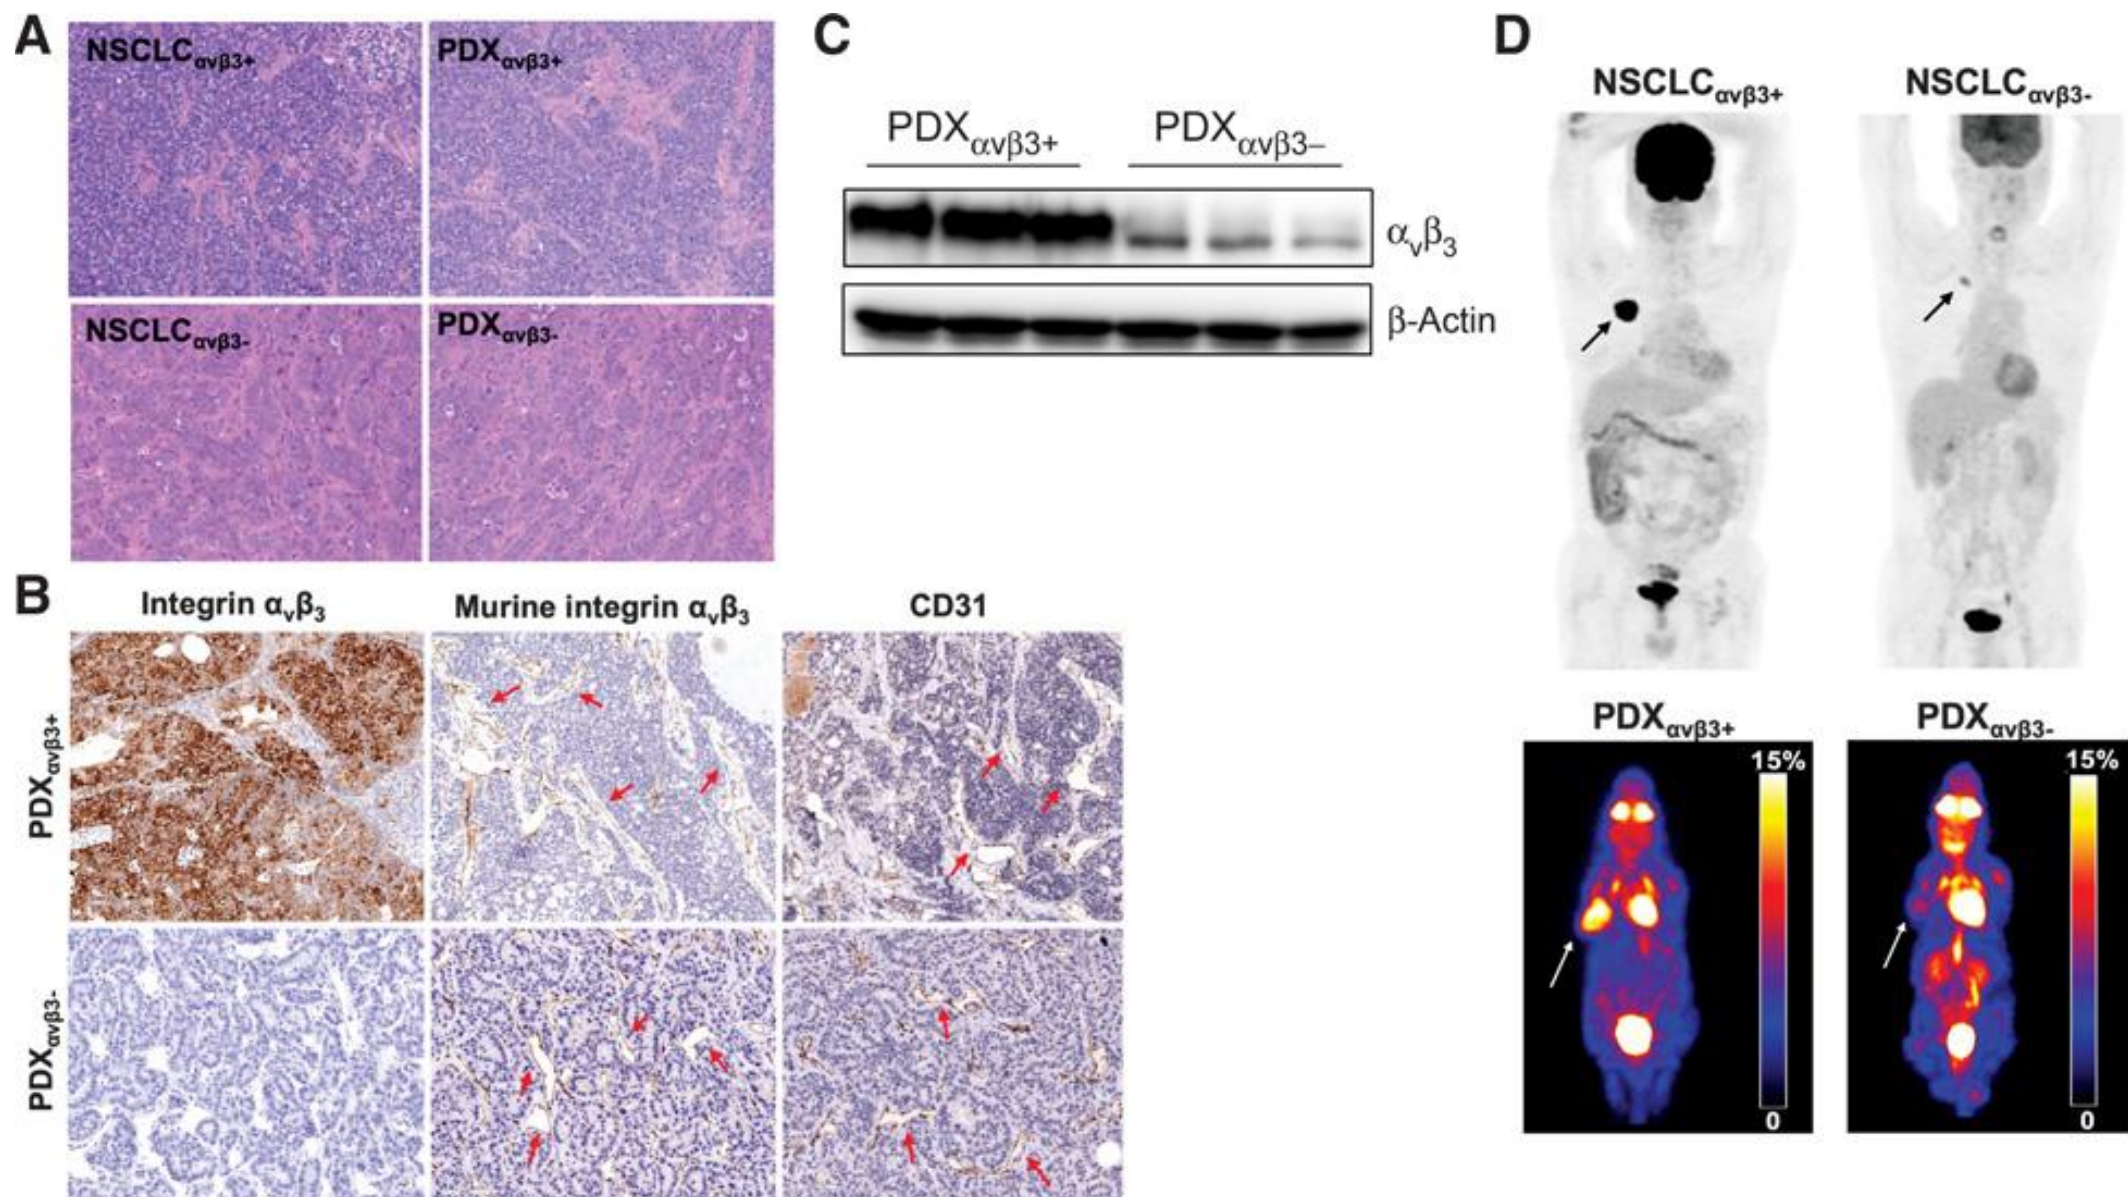 A
NSCLCαvβ3+
PDXαvβ3+
NSCLCαvβ3-
PDXαvβ3-
B
Integrin αvβ3
Murine integrin αvβ3
CD31
PDXαvβ3+
PDXαvβ3-
C
PDXαvβ3+
PDXαvβ3–
αvβ3
β-Actin
D
NSCLCαvβ3+
NSCLCαvβ3-
PDXαvβ3+
PDXαvβ3-
15%
15%
0
0